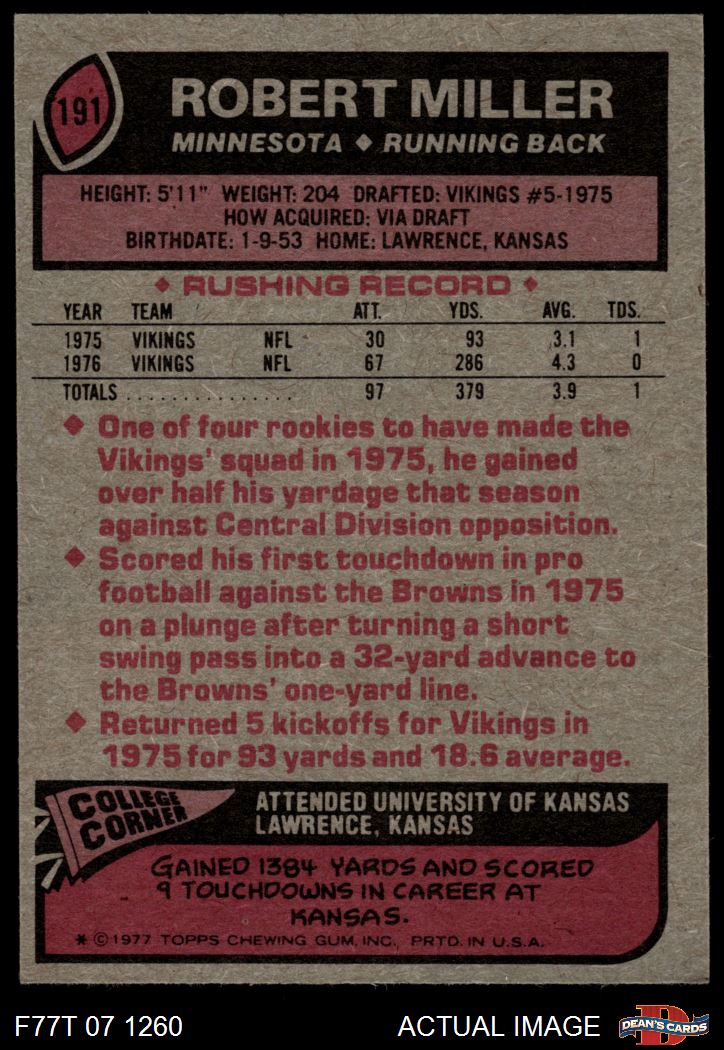 191
ROBERT MILLER
MINNESOTA ◆ RUNNING BACK
HEIGHT: 5'11" WEIGHT: 204 DRAFTED: VIKINGS #5-1975
HOW ACQUIRED: VIA DRAFT
BIRTHDATE: 1-9-53 HOME: LAWRENCE, KANSAS
◆ RUSHING RECORD ◆
YEAR TEAM ATT. YDS. AVG. TDS.
1975 VIKINGS NFL 30 93 3.1 1
1976 VIKINGS NFL 67 286 4.3 0
TOTALS . . . . . . . . . . . . . . . 97 379 3.9 1
◆ One of four rookies to have made the
Vikings' squad in 1975, he gained
over half his yardage that season
against Central Division opposition.
◆ Scored his first touchdown in pro
football against the Browns in 1975
on a plunge after turning a short
swing pass into a 32-yard advance to
the Browns' one-yard line.
◆ Returned 5 kickoffs for Vikings in
1975 for 93 yards and 18.6 average.
COLLEGE
CORNER
ATTENDED UNIVERSITY OF KANSAS
LAWRENCE, KANSAS
GAINED 1384 YARDS AND SCORED
9 TOUCHDOWNS IN CAREER AT
KANSAS.
* © 1977 TOPPS CHEWING GUM, INC., PRTD. IN U.S.A.
F77T 07 1260
ACTUAL IMAGE
D
DEAN'S CARDS